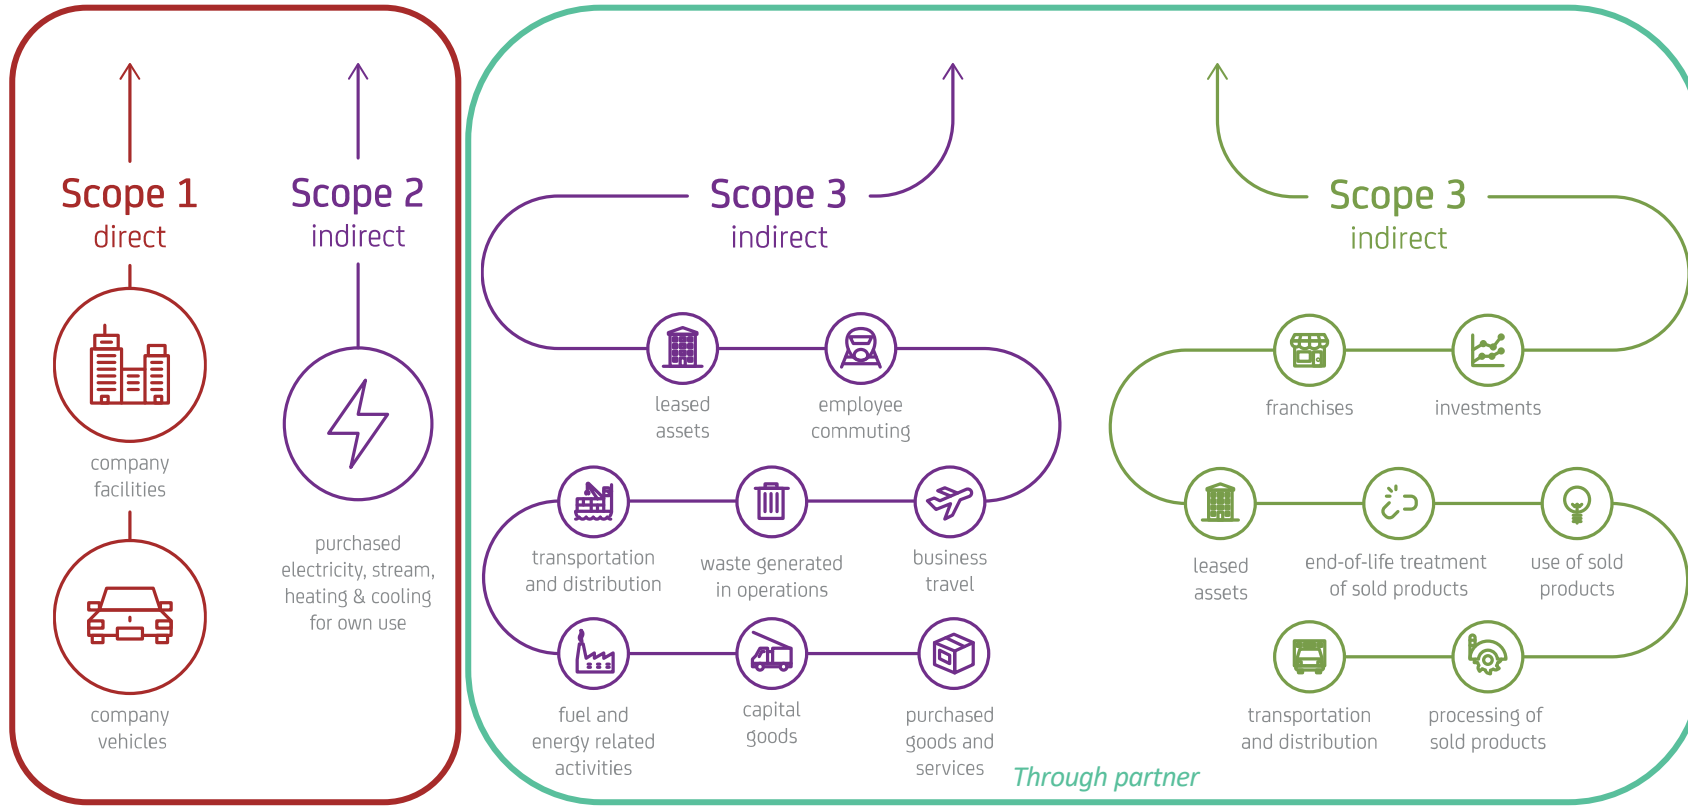 Scope 1
direct
company
facilities
company
vehicles
Scope 2
indirect
purchased
electricity, stream,
heating & cooling
for own use
Scope 3
indirect
leased
assets
employee
commuting
transportation
and distribution
waste generated
in operations
business
travel
fuel and
energy related
activities
capital
goods
purchased
goods and
services
Scope 3
indirect
franchises
investments
leased
assets
end-of-life treatment
of sold products
use of sold
products
transportation
and distribution
processing of
sold products
Through partner